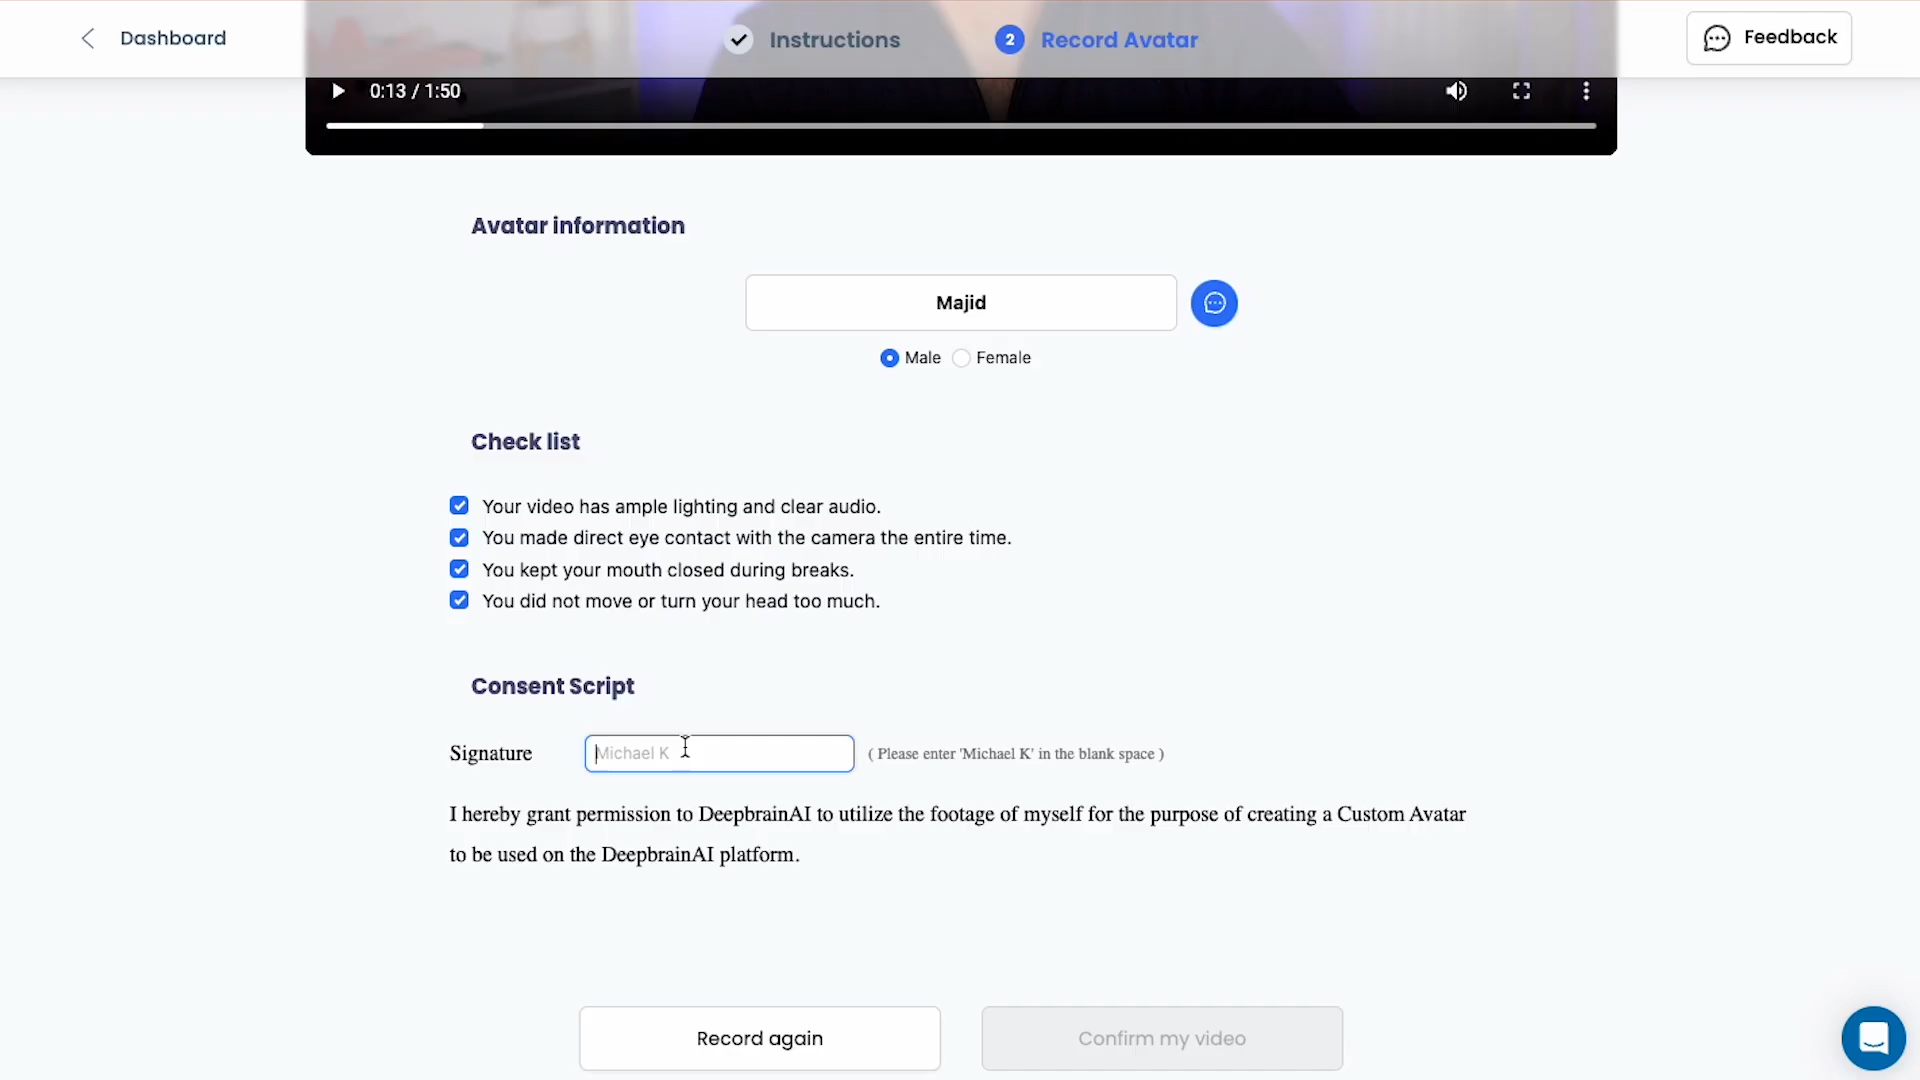 Dashboard
Instructions
2
Record Avatar
Feedback
0:13 / 1:50
Avatar information
Majid
Male
Female
Check list
Your video has ample lighting and clear audio.
You made direct eye contact with the camera the entire time.
You kept your mouth closed during breaks.
You did not move or turn your head too much.
Consent Script
Signature
Michael K
( Please enter 'Michael K' in the blank space )
I hereby grant permission to DeepbrainAI to utilize the footage of myself for the purpose of creating a Custom Avatar
to be used on the DeepbrainAI platform.
Record again
Confirm my video